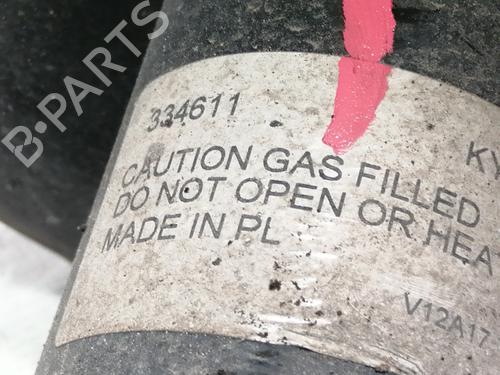 B-PARTS
334611
KY
CAUTION GAS FILLED
DO NOT OPEN OR HEA
MADE IN PL
V12A17